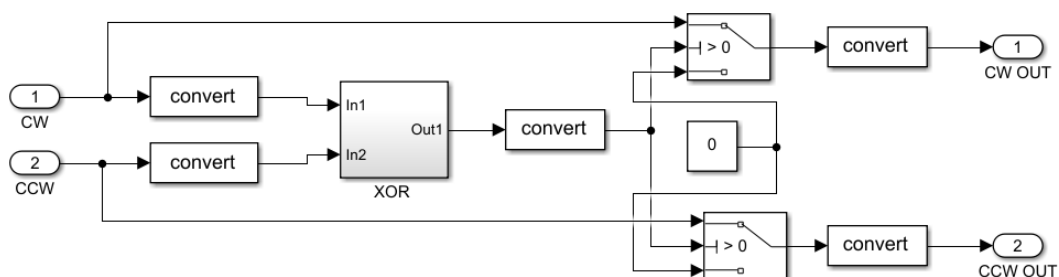 1
CW
2
CCW
convert
convert
In1
In2
Out1
XOR
convert
> 0
0
> 0
convert
1
CW OUT
convert
2
CCW OUT